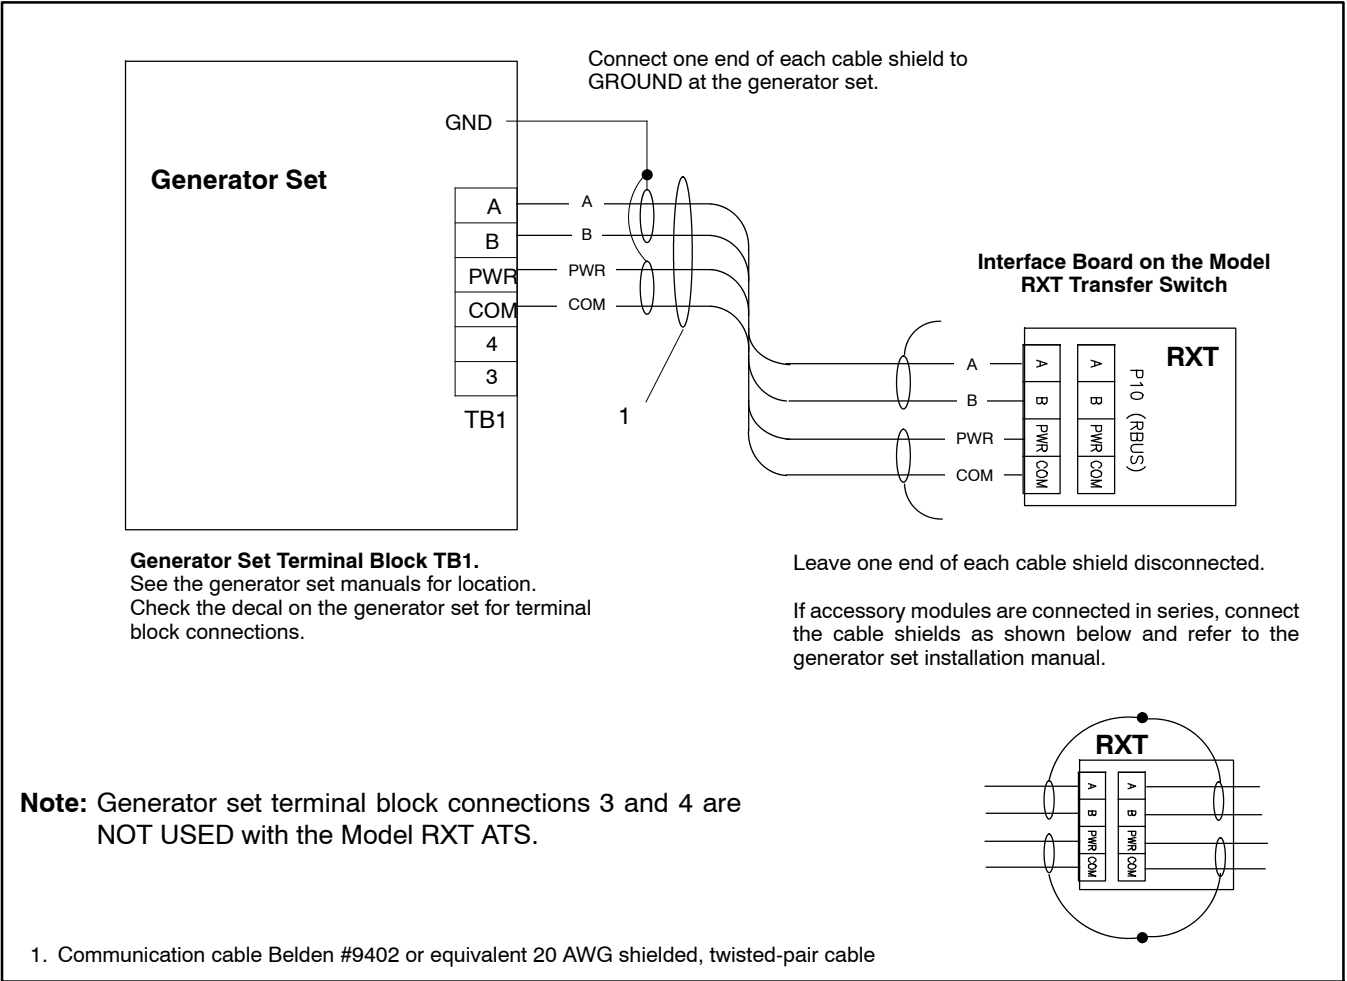 Connect one end of each cable shield to
GROUND at the generator set.
GND
Generator Set
A
B
PWR
COM
4
3
TB1
A
B
PWR
COM
1
Interface Board on the Model
RXT Transfer Switch
A
B
PWR
COM
A
B
PWR
COM
A
B
PWR
COM
P10 (RBUS)
RXT
Generator Set Terminal Block TB1.
See the generator set manuals for location.
Check the decal on the generator set for terminal
block connections.
Leave one end of each cable shield disconnected.
If accessory modules are connected in series, connect
the cable shields as shown below and refer to the
generator set installation manual.
RXT
A
B
PWR
COM
A
B
PWR
COM
Note: Generator set terminal block connections 3 and 4 are
NOT USED with the Model RXT ATS.
1. Communication cable Belden #9402 or equivalent 20 AWG shielded, twisted-pair cable